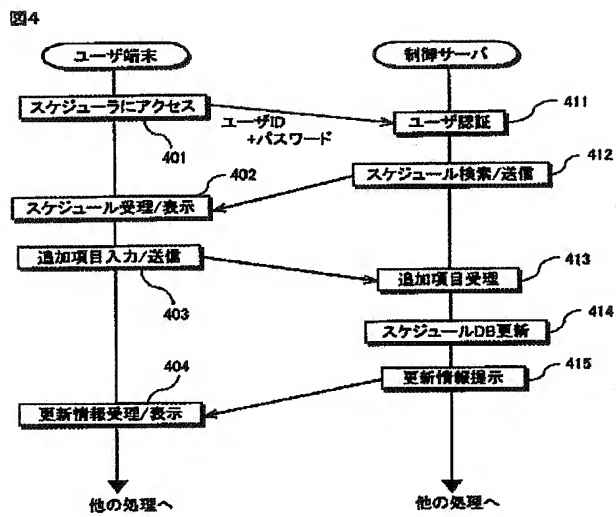 図4
ユーザ端末
制御サーバ
スケジューラにアクセス
401
ユーザID
+パスワード
ユーザ認証
411
スケジュール検索/送信
412
402
スケジュール受理/表示
追加項目入力/送信
403
追加項目受理
413
スケジュールDB更新
414
更新情報提示
415
404
更新情報受理/表示
他の処理へ
他の処理へ